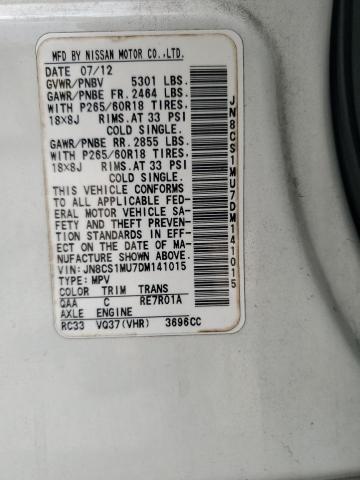 MFD BY NISSAN MOTOR CO.,LTD.
DATE 07/12
GVWR/PNBV 5301 LBS.
GAWR/PNBE FR. 2464 LBS.
WITH P265/60R18 TIRES,
18X8J RIMS,AT 33 PSI
COLD SINGLE.
GAWR/PNBE RR. 2855 LBS.
WITH P265/60R18 TIRES,
18X8J RIMS,AT 33 PSI
COLD SINGLE.
THIS VEHICLE CONFORMS
TO ALL APPLICABLE FED-
ERAL MOTOR VEHICLE SA-
FETY AND THEFT PREVEN-
TION STANDARDS IN EFF-
ECT ON THE DATE OF MA-
NUFACTURE SHOWN ABOVE.
VIN:JN8CS1MU7DM141015
TYPE: MPV
COLOR TRIM TRANS
QAA C RE7R01A
AXLE ENGINE
RC33 VQ37(VHR) 3696CC
JN8CS1MU7DM141015